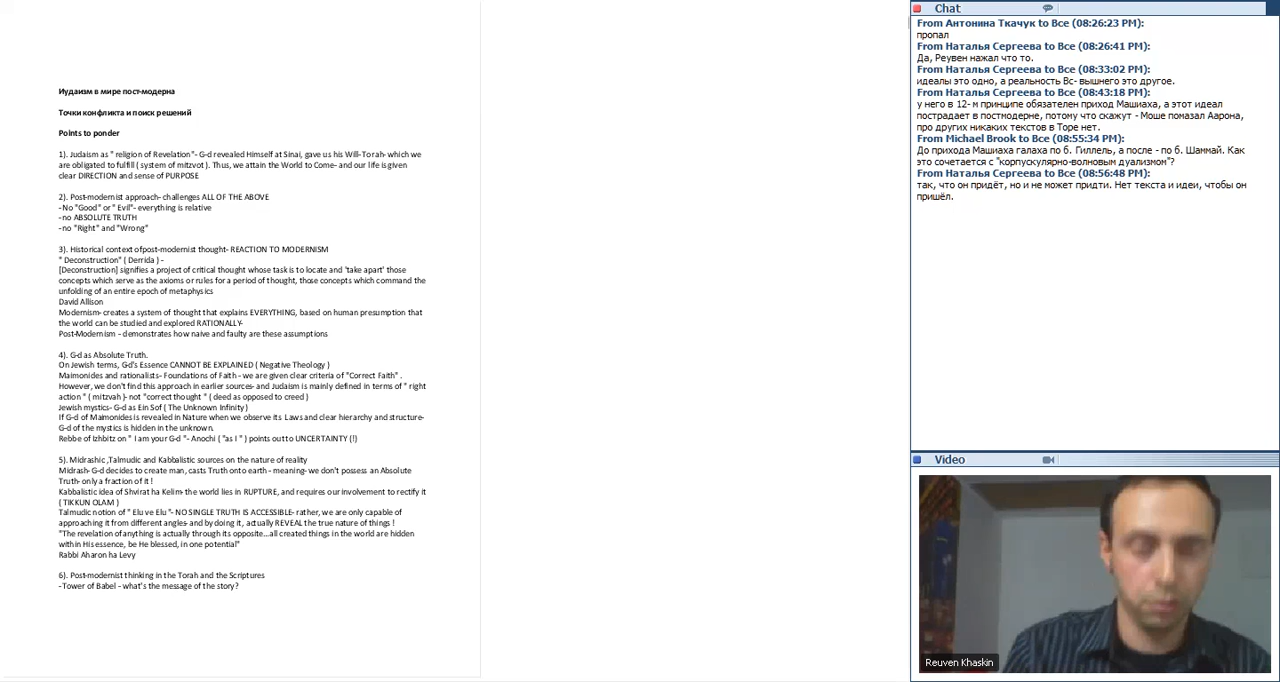 Иудаизм в мире пост-модерна
Точки конфликта и поиск решений
Points to ponder
1). Judaism as " religion of Revelation"- G-d revealed Himself at Sinai, gave us his Will-Torah- which we
are obligated to fulfill ( system of mitzvot ). Thus, we attain the World to Come- and our life is given
clear DIRECTION and sense of PURPOSE
2). Post-modernist approach- challenges ALL OF THE ABOVE
-No "Good" or " Evil"- everything is relative
-no ABSOLUTE TRUTH
-no "Right" and "Wrong"
3). Historical context ofpost-modernist thought- REACTION TO MODERNISM
" Deconstruction" ( Derrida ) -
[Deconstruction] signifies a project of critical thought whose task is to locate and 'take apart' those
concepts which serve as the axioms or rules for a period of thought, those concepts which command the
unfolding of an entire epoch of metaphysics
David Allison
Modernism- creates a system of thought that explains EVERYTHING, based on human presumption that
the world can be studied and explored RATIONALLY-
Post-Modernism - demonstrates how naive and faulty are these assumptions
4). G-d as Absolute Truth.
On Jewish terms, G-d's Essence CANNOT BE EXPLAINED ( Negative Theology )
Maimonides and rationalists- Foundations of Faith - we are given clear criteria of "Correct Faith" .
However, we don't find this approach in earlier sources- and Judaism is mainly defined in terms of " right
action " ( mitzvah )- not "correct thought " ( deed as opposed to creed )
Jewish mystics- G-d as Ein Sof ( The Unknown Infinity )
If G-d of Maimonides is revealed in Nature when we observe its Laws and clear hierarchy and structure-
G-d of the mystics is hidden in the unknown.
Rebbe of Izhbitz on " I am your G-d "- Anochi ( "as I " ) points out to UNCERTAINTY (!)
5). Midrashic ,Talmudic and Kabbalistic sources on the nature of reality
Midrash- G-d decides to create man, casts Truth onto earth - meaning- we don't possess an Absolute
Truth- only a fraction of it !
Kabbalistic idea of Shvirat ha Kelim- the world lies in RUPTURE, and requires our involvement to rectify it
( TIKKUN OLAM )
Talmudic notion of " Elu ve Elu "- NO SINGLE TRUTH IS ACCESSIBLE- rather, we are only capable of
approaching it from different angles- and by doing it, actually REVEAL the true nature of things !
"The revelation of anything is actually through its opposite...all created things in the world are hidden
within His essence, be He blessed, in one potential"
Rabbi Aharon ha Levy
6). Post-modernist thinking in the Torah and the Scriptures
-Tower of Babel - what's the message of the story?
Chat
From Антонина Ткачук to Все (08:26:23 PM):
пропал
From Наталья Сергеева to Все (08:26:41 PM):
Да, Реувен нажал что то.
From Наталья Сергеева to Все (08:33:02 PM):
идеалы это одно, а реальность Вс- вышнего это другое.
From Наталья Сергеева to Все (08:43:18 PM):
у него в 12- м принципе обязателен приход Машиаха, а этот идеал
пострадает в постмодерне, потому что скажут - Моше помазал Аарона,
про других никаких текстов в Торе нет.
From Michael Brook to Все (08:55:34 PM):
До прихода Машиаха галаха по б. Гиллель, а после - по б. Шаммай. Как
это сочетается с "корпускулярно-волновым дуализмом"?
From Наталья Сергеева to Все (08:56:48 PM):
так, что он придёт, но и не может придти. Нет текста и идеи, чтобы он
пришёл.
Video
Reuven Khaskin